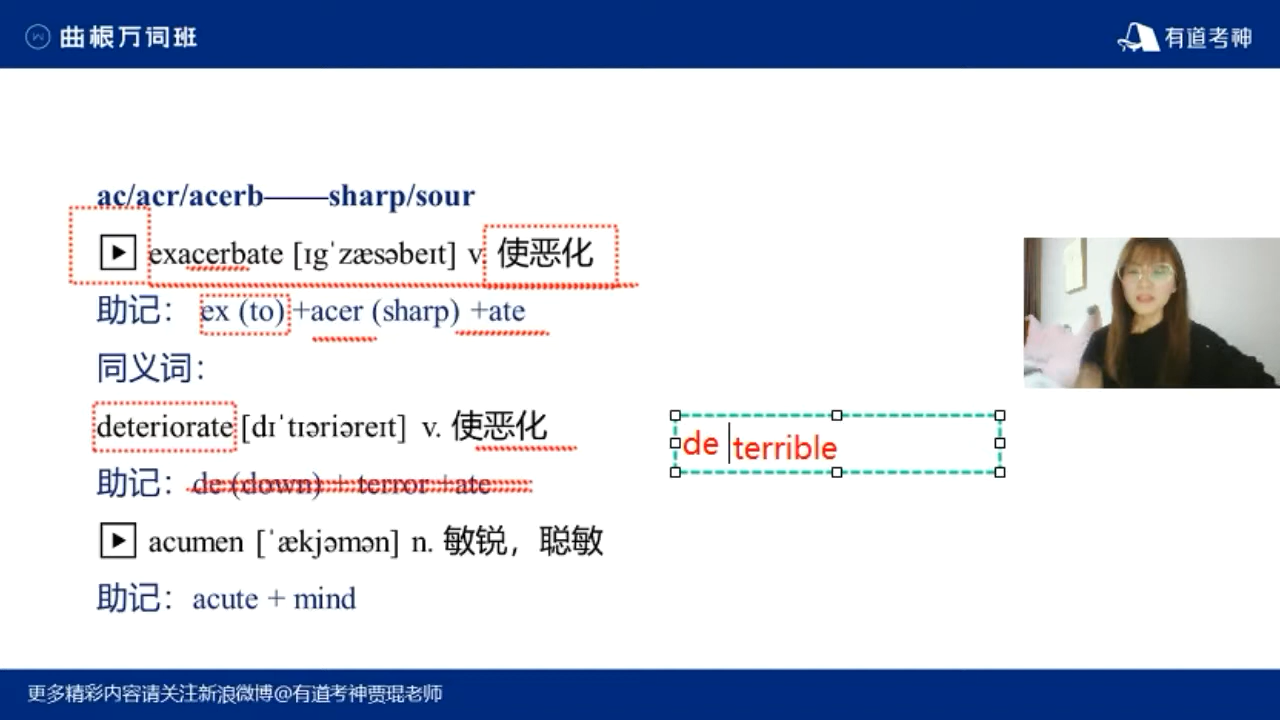 曲根万词班
有道考神
ac/acr/acerb——sharp/sour
exacerbate [ɪgˈzæsəbeɪt] v. 使恶化
助记： ex (to) +acer (sharp) +ate
同义词：
deteriorate [dɪˈtɪəriəreɪt] v. 使恶化
de terrible
助记：de (down) + terror +ate
acumen [ˈækjəmən] n. 敏锐，聪敏
助记：acute + mind
更多精彩内容请关注新浪微博@有道考神贾琨老师